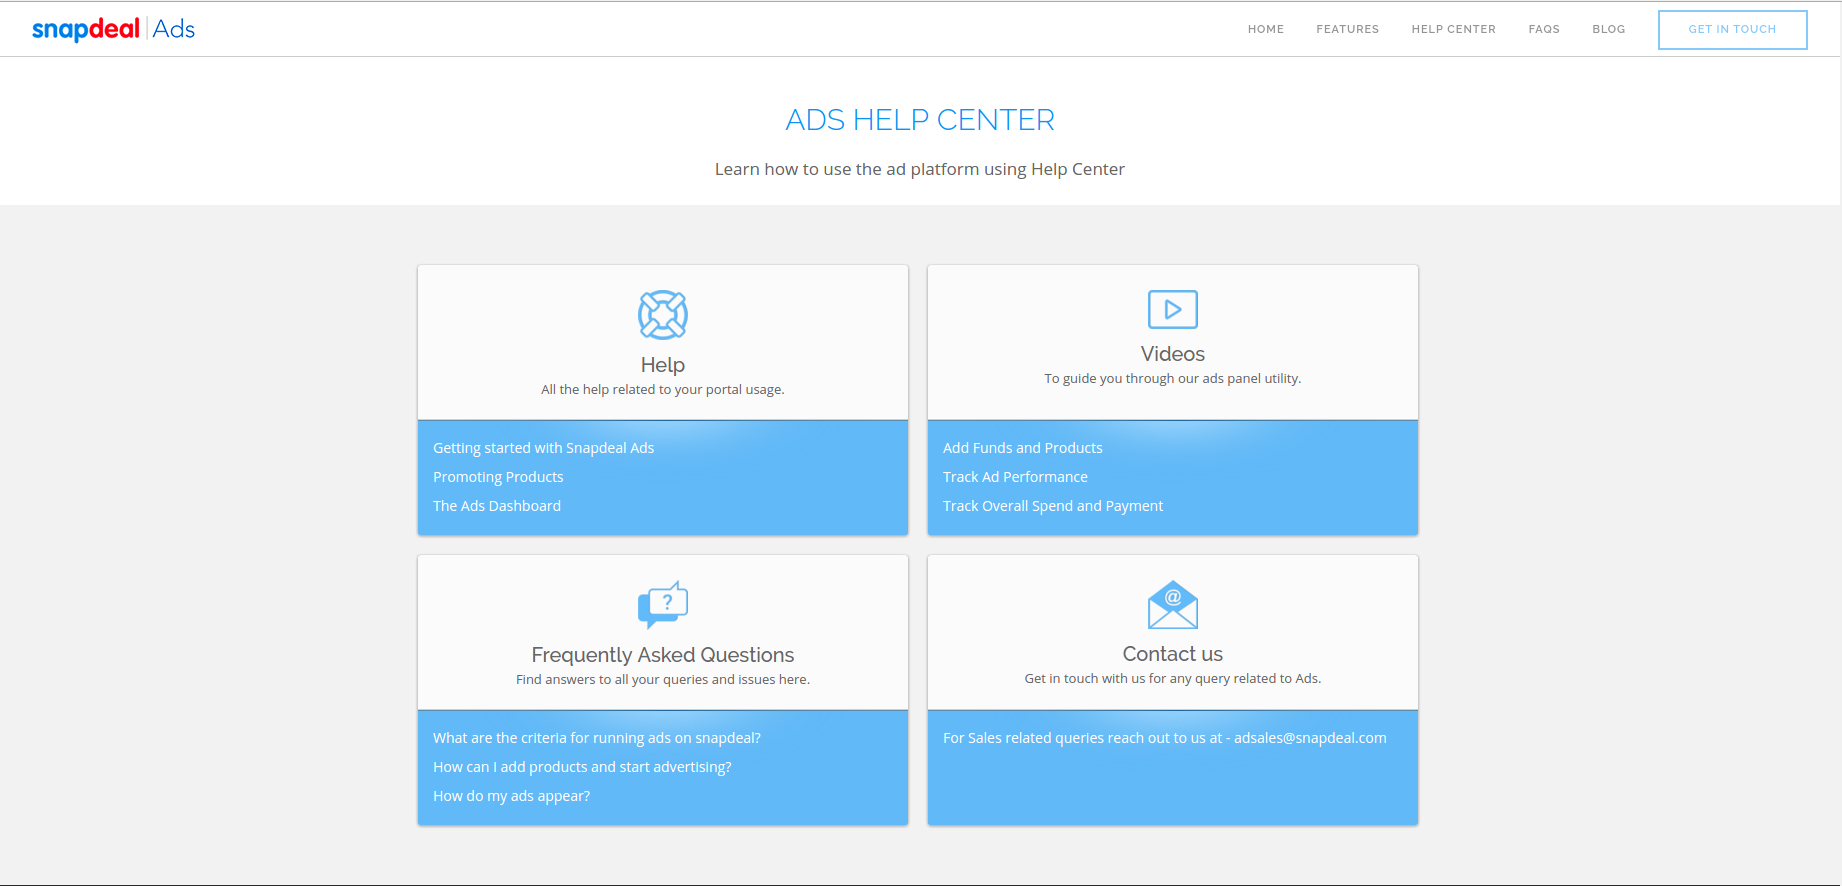 snapdeal Ads
HOME
FEATURES
HELP CENTER
FAQS
BLOG
GET IN TOUCH
ADS HELP CENTER
Learn how to use the ad platform using Help Center
Help
All the help related to your portal usage.
Getting started with Snapdeal Ads
Promoting Products
The Ads Dashboard
Videos
To guide you through our ads panel utility.
Add Funds and Products
Track Ad Performance
Track Overall Spend and Payment
?
Frequently Asked Questions
Find answers to all your queries and issues here.
What are the criteria for running ads on snapdeal?
How can I add products and start advertising?
How do my ads appear?
@
Contact us
Get in touch with us for any query related to Ads.
For Sales related queries reach out to us at - adsales@snapdeal.com